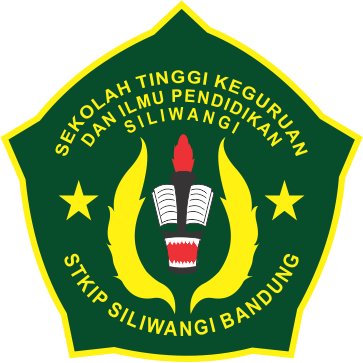 SEKOLAH TINGGI KEGURUAN
DAN ILMU PENDIDIKAN
SILIWANGI
STKIP SILIWANGI BANDUNG